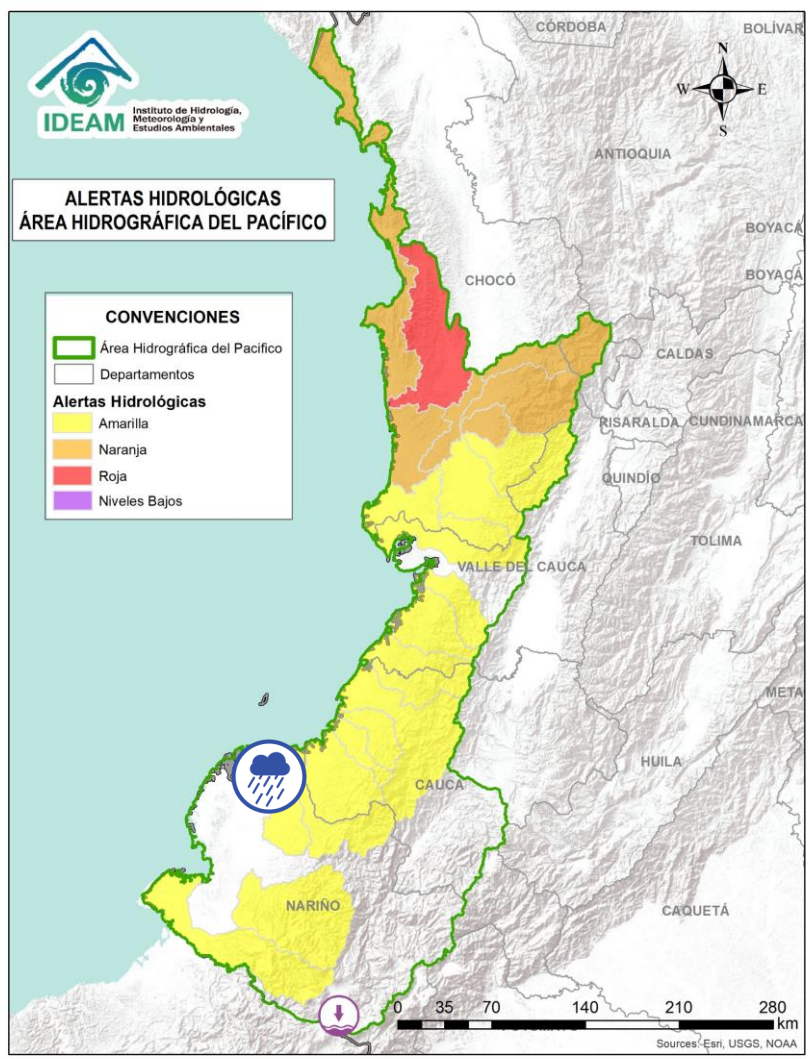 CÓRDOBA
BOLÍVAR
N
W E
S
IDEAM
Instituto de Hidrología,
Meteorología y
Estudios Ambientales
ANTIOQUIA
ALERTAS HIDROLÓGICAS
ÁREA HIDROGRÁFICA DEL PACÍFICO
BOYACÁ
BOYACÁ
CHOCÓ
CONVENCIONES
Área Hidrográfica del Pacifico
Departamentos
Alertas Hidrológicas
Amarilla
Naranja
Roja
Niveles Bajos
CALDAS
RISARALDA
CUNDINAMARCA
QUINDÍO
TOLIMA
VALLE DEL CAUCA
META
HUILA
CAUCA
NARIÑO
CAQUETÁ
0 35 70 140 210 280
km
Sources: Esri, USGS, NOAA